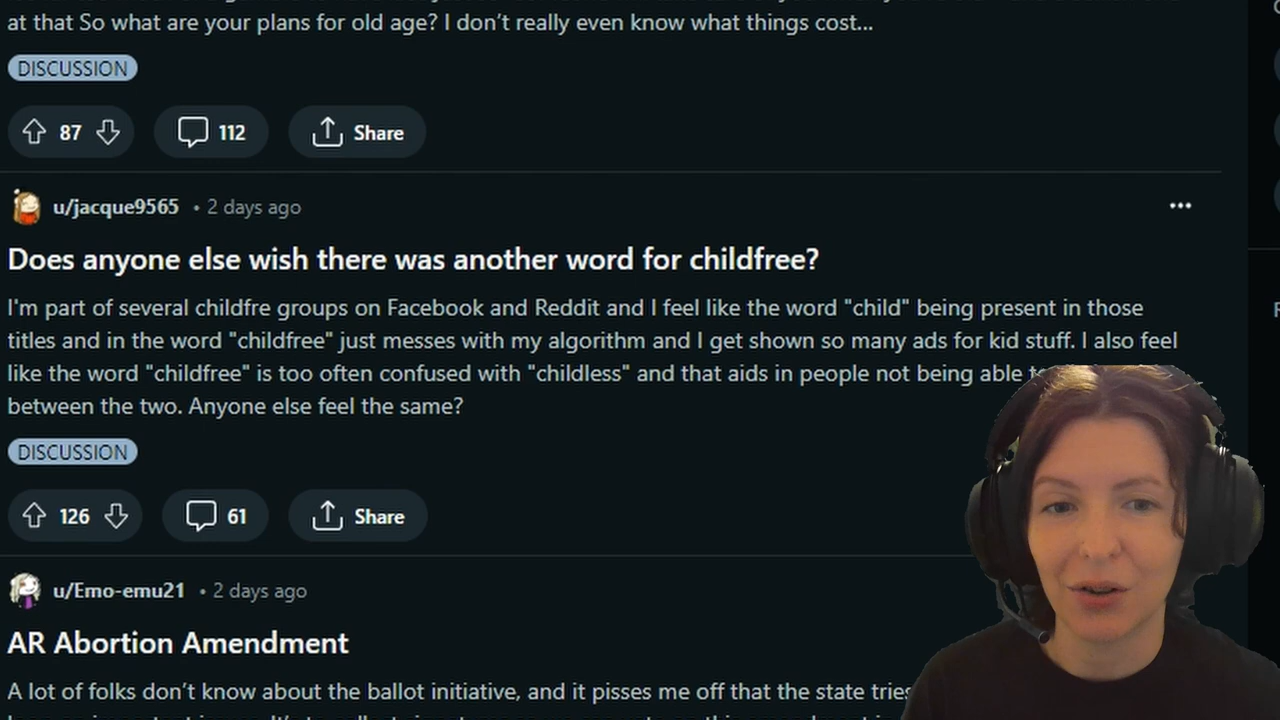 at that So what are your plans for old age? I don’t really even know what things cost...
DISCUSSION
87
112
Share
u/jacque9565 • 2 days ago
Does anyone else wish there was another word for childfree?
I'm part of several childfre groups on Facebook and Reddit and I feel like the word "child" being present in those
titles and in the word "childfree" just messes with my algorithm and I get shown so many ads for kid stuff. I also feel
like the word "childfree" is too often confused with "childless" and that aids in people not being able
between the two. Anyone else feel the same?
DISCUSSION
126
61
Share
u/Emo-emu21 • 2 days ago
AR Abortion Amendment
A lot of folks don’t know about the ballot initiative, and it pisses me off that the state tries